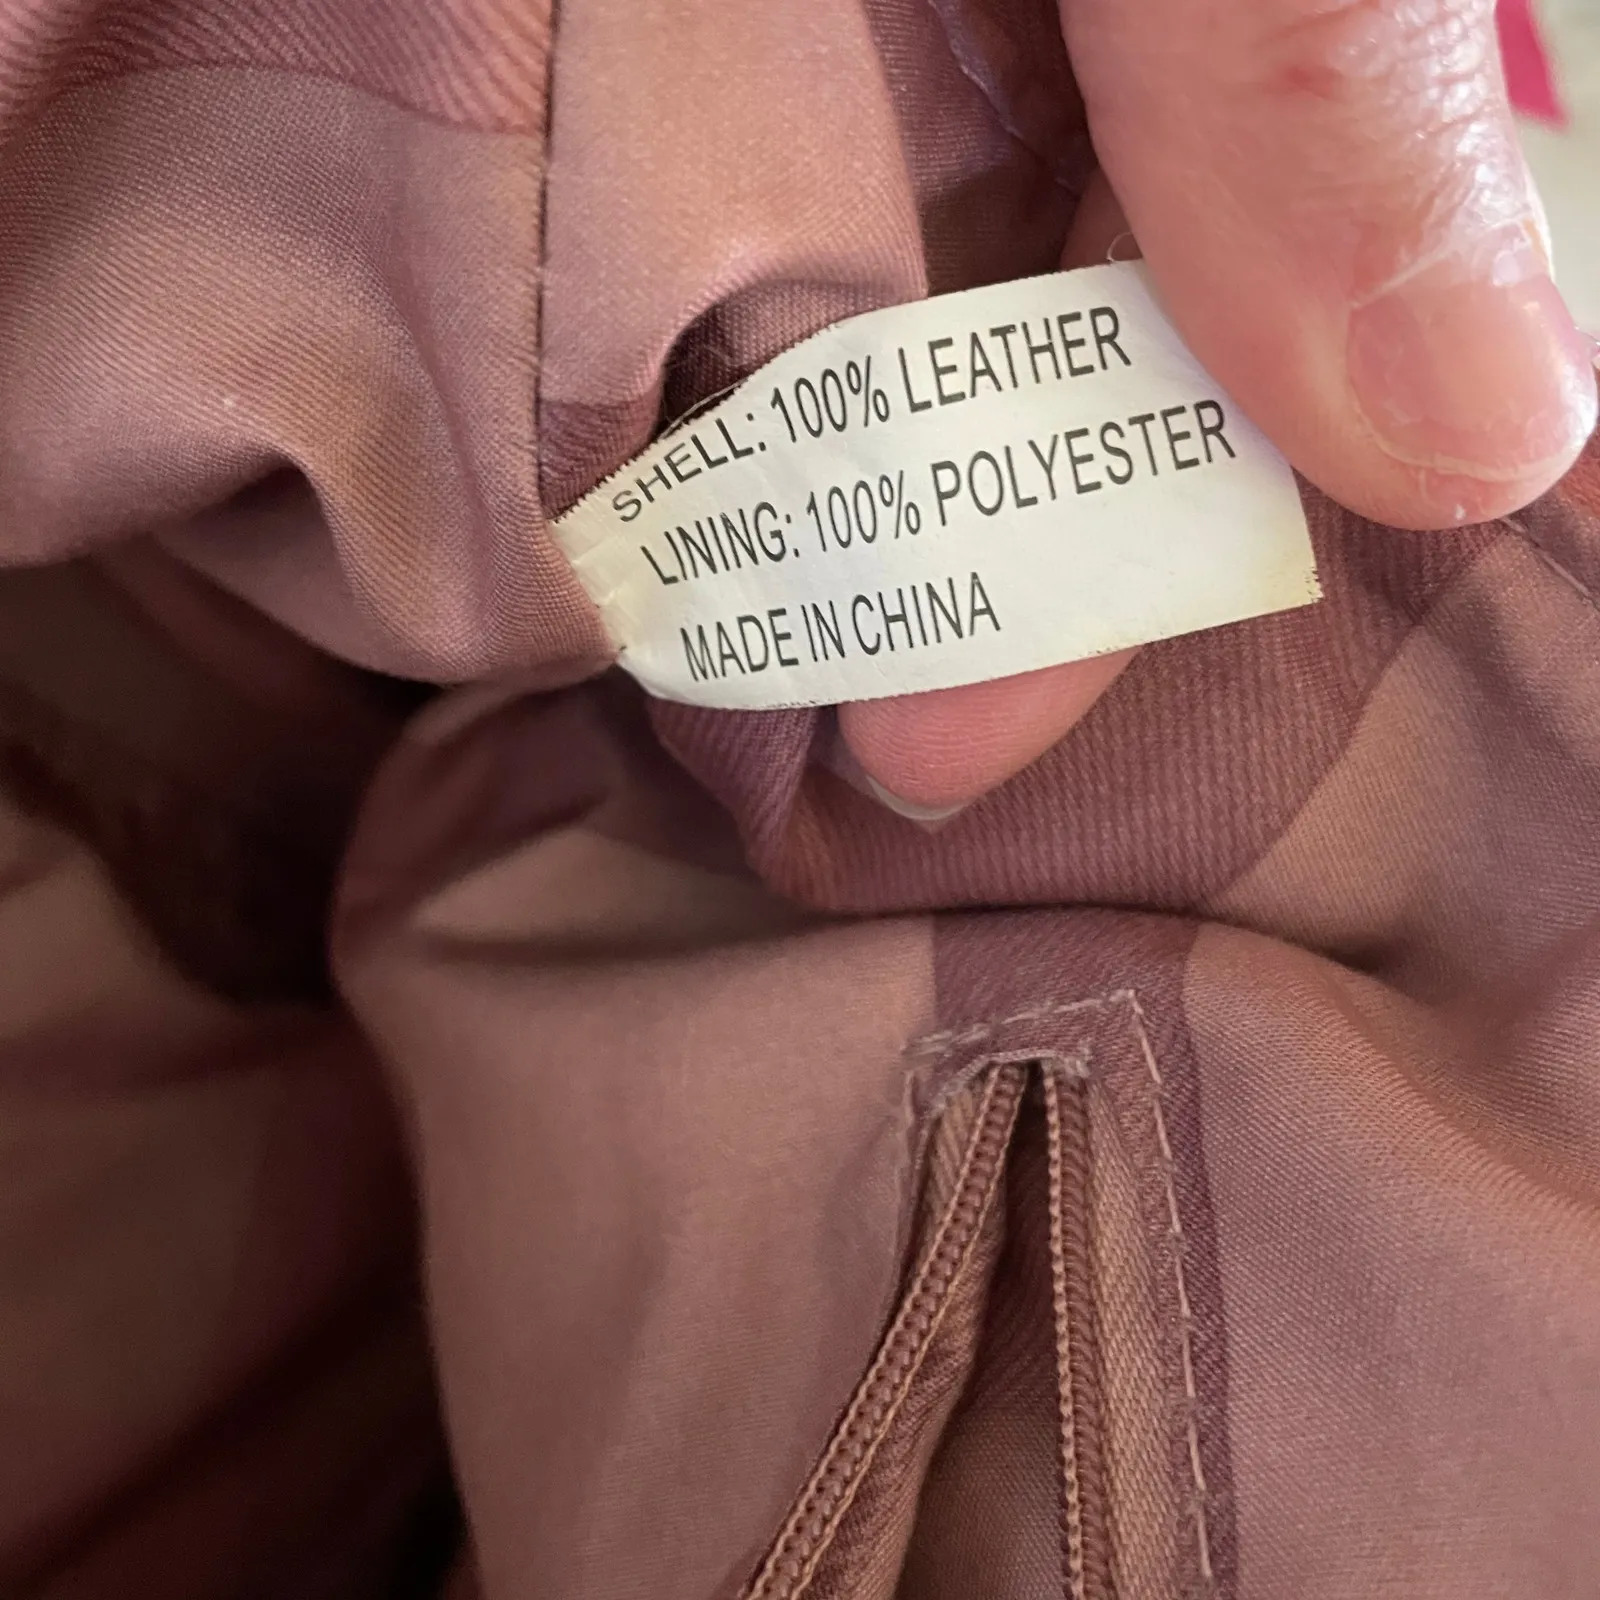 SHELL: 100% LEATHER
LINING: 100% POLYESTER
MADE IN CHINA